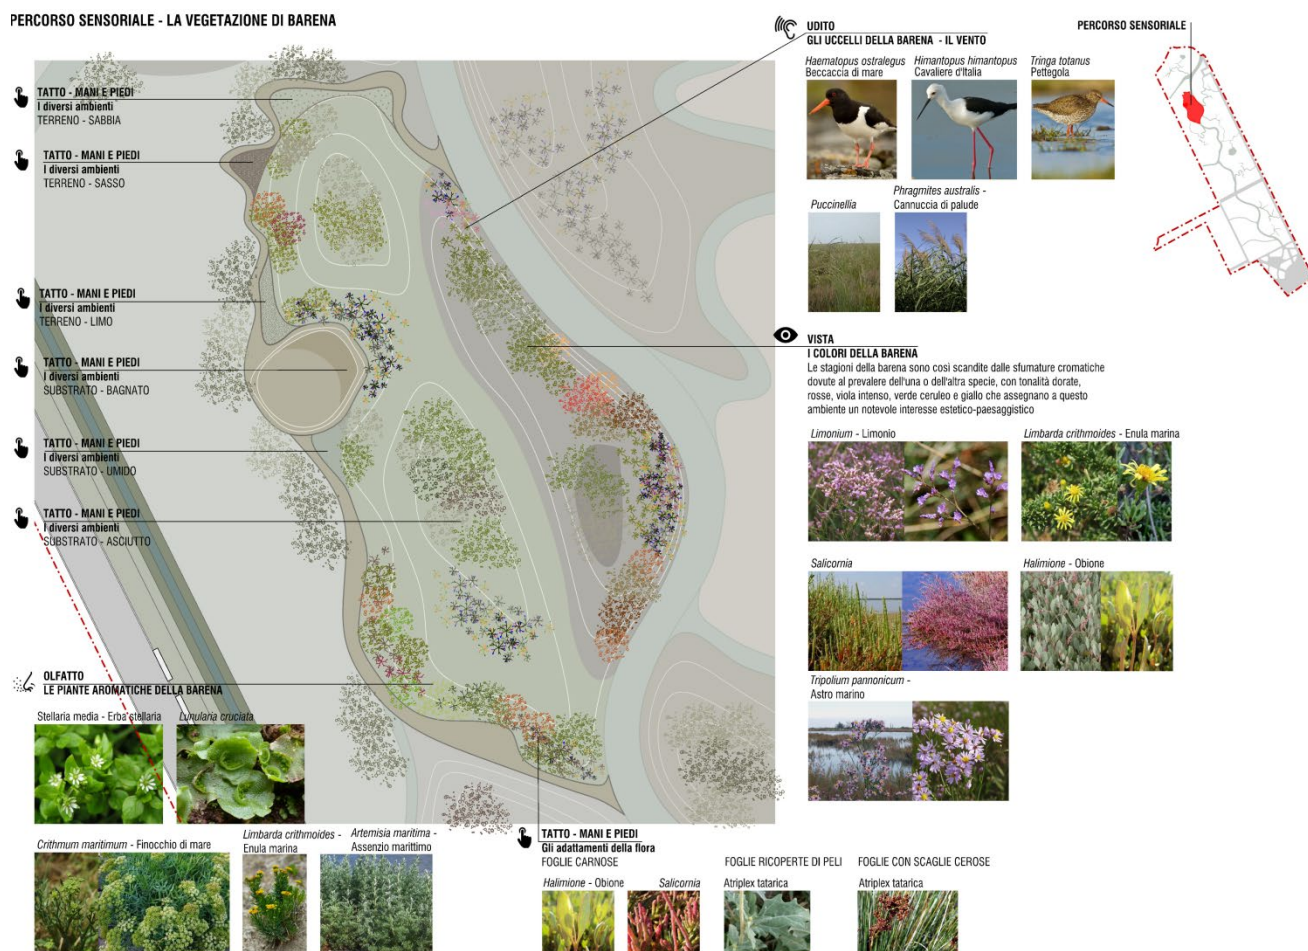 PERCORSO SENSORIALE - LA VEGETAZIONE DI BARENA
TATTO - MANI E PIEDI
I diversi ambienti
TERRENO - SABBIA
TATTO - MANI E PIEDI
I diversi ambienti
TERRENO - SASSO
TATTO - MANI E PIEDI
I diversi ambienti
TERRENO - LIMO
TATTO - MANI E PIEDI
I diversi ambienti
SUBSTRATO - BAGNATO
TATTO - MANI E PIEDI
I diversi ambienti
SUBSTRATO - UMIDO
TATTO - MANI E PIEDI
I diversi ambienti
SUBSTRATO - ASCIUTTO
OLFATTO
LE PIANTE AROMATICHE DELLA BARENA
Stellaria media - Erba stellaria
Lunularia cruciata
Crithmum maritimum - Finocchio di mare
Limbarda crithmoides -
Enula marina
Artemisia maritima -
Assenzio marittimo
TATTO - MANI E PIEDI
Gli adattamenti della flora
FOGLIE CARNOSE
Halimione - Obione
Salicornia
FOGLIE RICOPERTE DI PELI
Atriplex tatarica
FOGLIE CON SCAGLIE CEROSE
Atriplex tatarica
UDITO
GLI UCCELLI DELLA BARENA - IL VENTO
Haematopus ostralegus
Beccaccia di mare
Himantopus himantopus
Cavaliere d'Italia
Tringa totanus
Pettegola
Puccinellia
Phragmites australis -
Cannuccia di palude
VISTA
I COLORI DELLA BARENA
Le stagioni della barena sono così scandite dalle sfumature cromatiche
dovute al prevalere dell'una o dell'altra specie, con tonalità dorate,
rosse, viola intenso, verde ceruleo e giallo che assegnano a questo
ambiente un notevole interesse estetico-paesaggistico
Limonium - Limonio
Limbarda crithmoides - Enula marina
Salicornia
Halimione - Obione
Tripolium pannonicum -
Astro marino
PERCORSO SENSORIALE